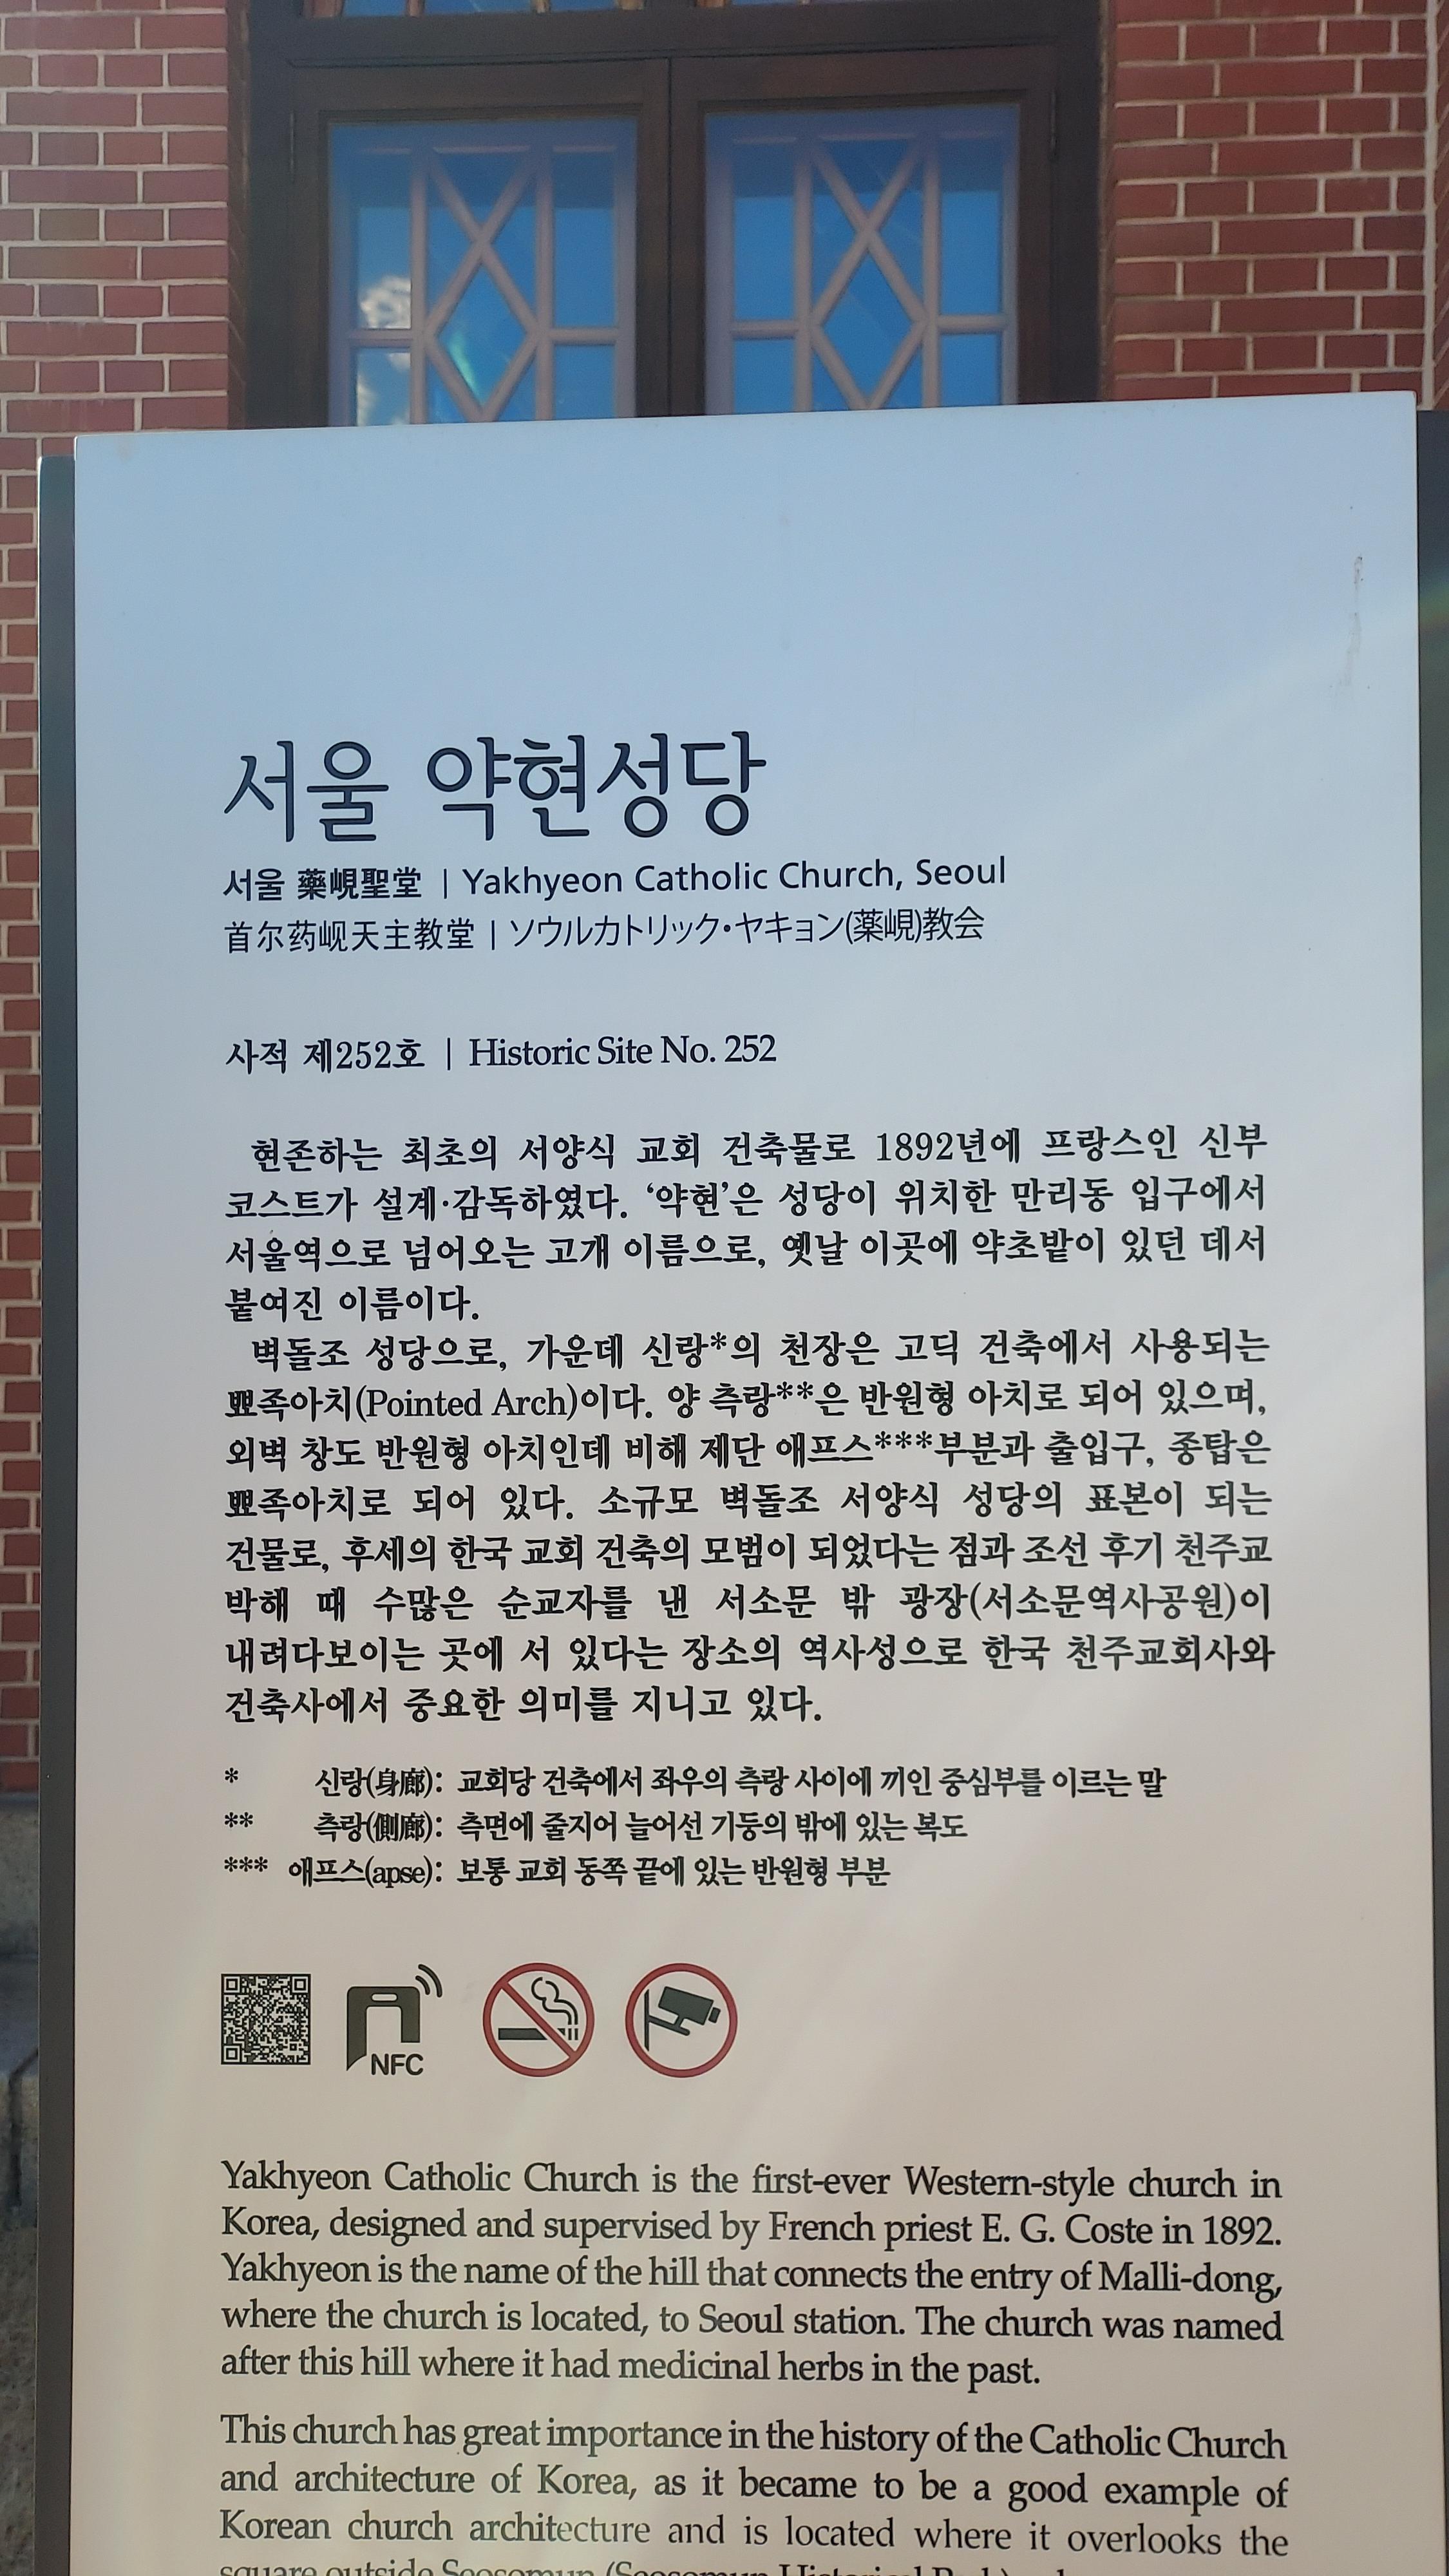 서울 약현성당
서울 藥峴聖堂 | Yakhyeon Catholic Church, Seoul
首尔药岘天主教堂 | ソウルカトリック・ヤキョン(薬峴)教会
사적 제252호 | Historic Site No. 252
현존하는 최초의 서양식 교회 건축물로 1892년에 프랑스인 신부
코스트가 설계·감독하였다. ‘약현’은 성당이 위치한 만리동 입구에서
서울역으로 넘어오는 고개 이름으로, 옛날 이곳에 약초밭이 있던 데서
붙여진 이름이다.
벽돌조 성당으로, 가운데 신랑*의 천장은 고딕 건축에서 사용되는
뾰족아치(Pointed Arch)이다. 양 측랑**은 반원형 아치로 되어 있으며,
외벽 창도 반원형 아치인데 비해 제단 애프스***부분과 출입구, 종탑은
뾰족아치로 되어 있다. 소규모 벽돌조 서양식 성당의 표본이 되는
건물로, 후세의 한국 교회 건축의 모범이 되었다는 점과 조선 후기 천주교
박해 때 수많은 순교자를 낸 서소문 밖 광장(서소문역사공원)이
내려다보이는 곳에 서 있다는 장소의 역사성으로 한국 천주교회사와
건축사에서 중요한 의미를 지니고 있다.
* 신랑(身廊): 교회당 건축에서 좌우의 측랑 사이에 끼인 중심부를 이르는 말
** 측랑(側廊): 측면에 줄지어 늘어선 기둥의 밖에 있는 복도
*** 애프스(apse): 보통 교회 동쪽 끝에 있는 반원형 부분
NFC
Yakhyeon Catholic Church is the first-ever Western-style church in
Korea, designed and supervised by French priest E. G. Coste in 1892.
Yakhyeon is the name of the hill that connects the entry of Malli-dong,
where the church is located, to Seoul station. The church was named
after this hill where it had medicinal herbs in the past.
This church has great importance in the history of the Catholic Church
and architecture of Korea, as it became to be a good example of
Korean church architecture and is located where it overlooks the
square outside Seosomun (Seosomun Historical Park)